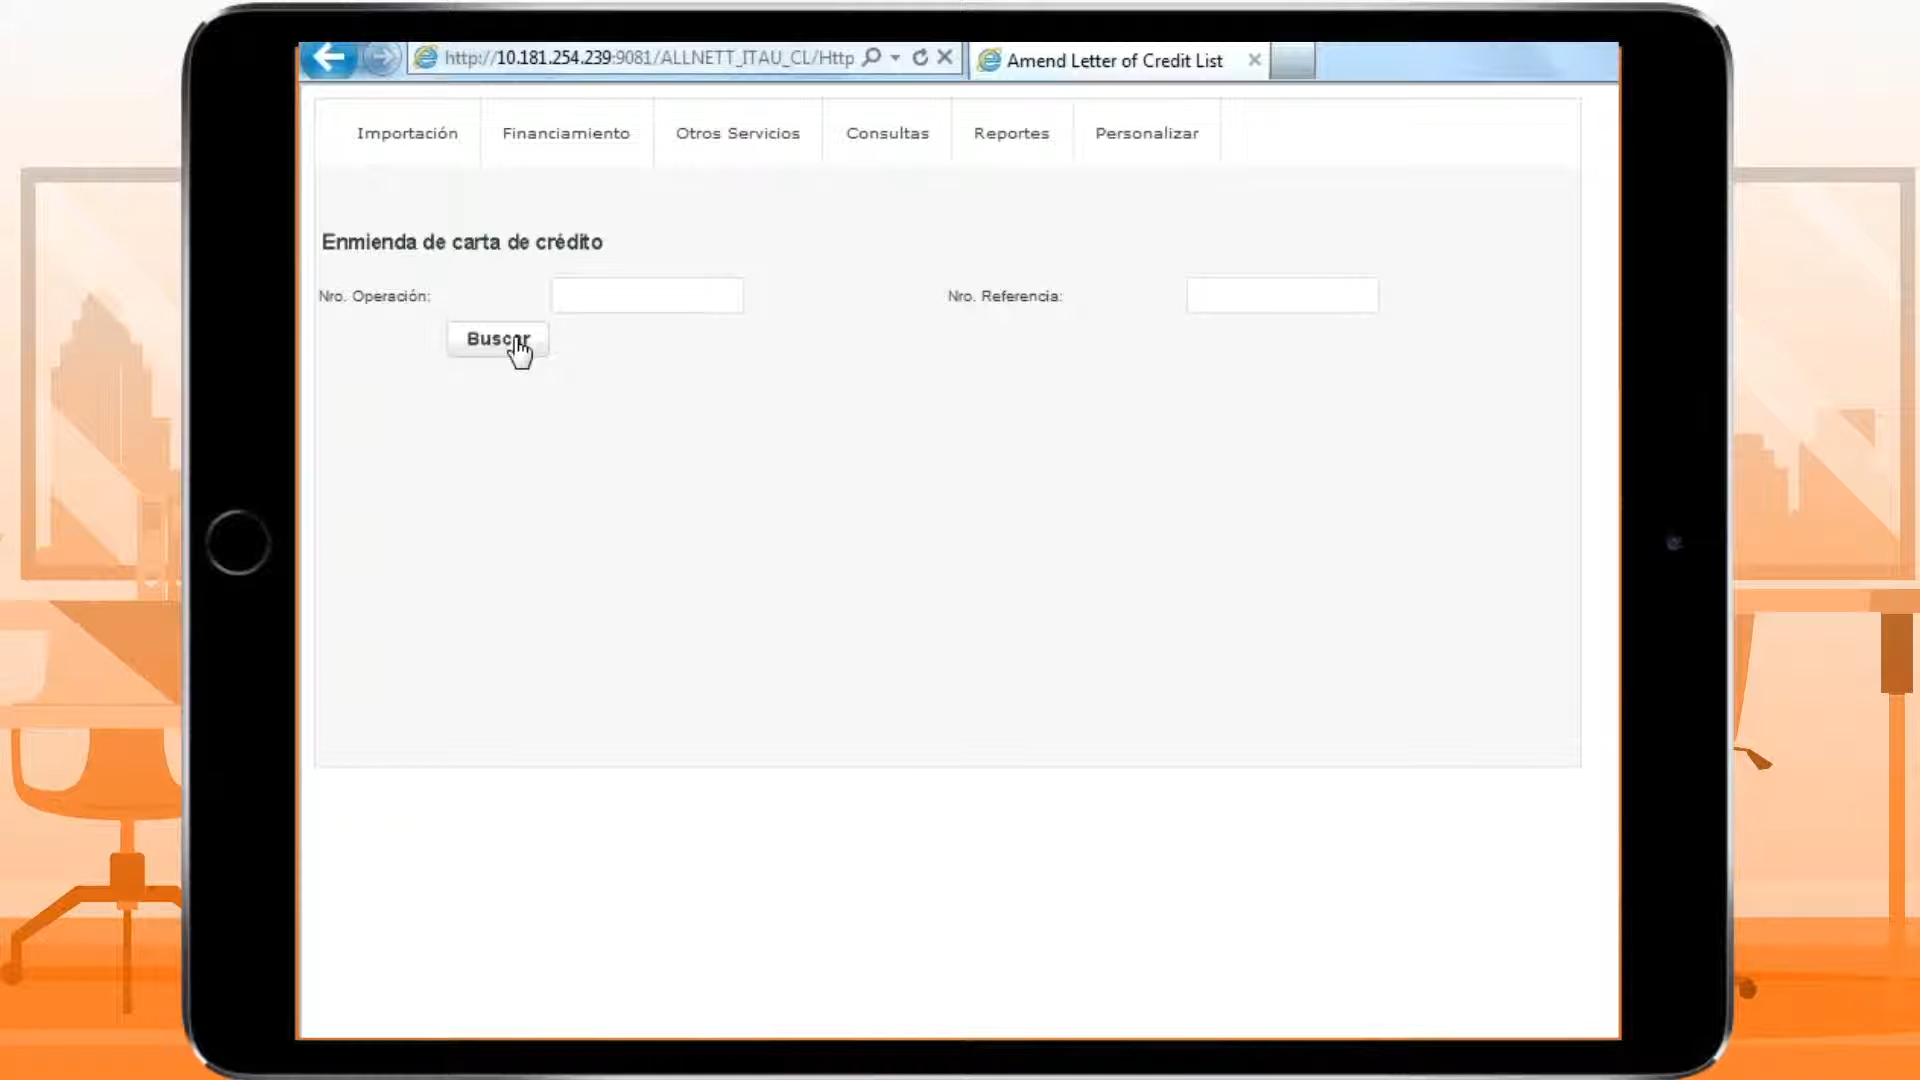 http://10.181.254.239:9081/ALLNETT_ITAU_CL/Http
Amend Letter of Credit List
Importación Financiamiento Otros Servicios Consultas Reportes Personalizar
Enmienda de carta de crédito
Nro. Operación: Nro. Referencia:
Buscar